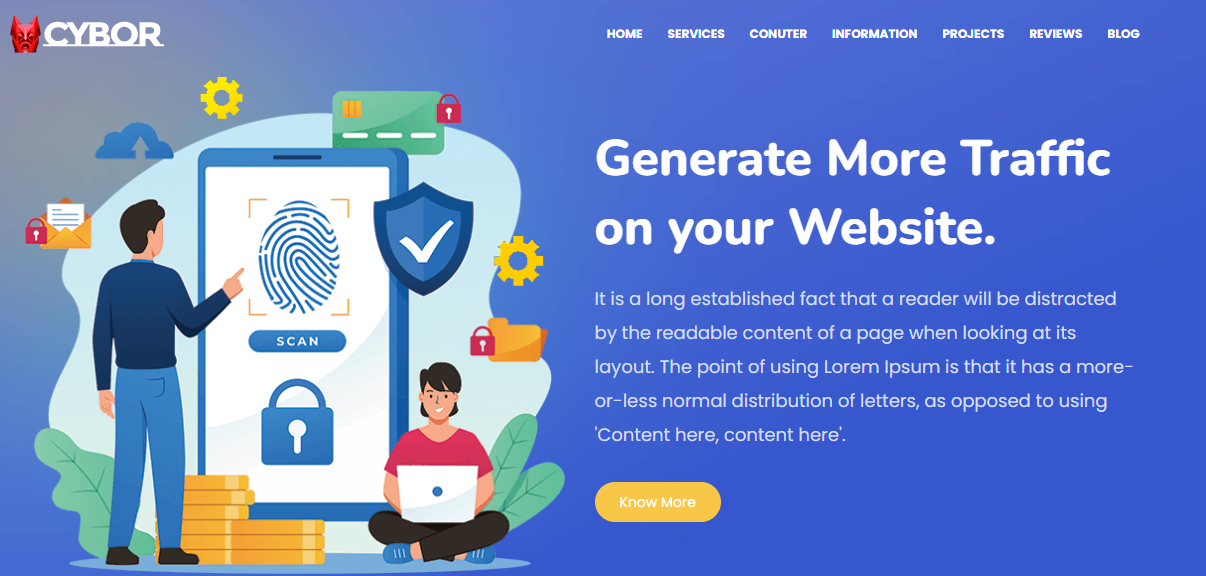 CYBOR
HOME SERVICES CONUTER INFORMATION PROJECTS REVIEWS BLOG
SCAN
Generate More Traffic
on your Website.
It is a long established fact that a reader will be distracted
by the readable content of a page when looking at its
layout. The point of using Lorem Ipsum is that it has a more-
or-less normal distribution of letters, as opposed to using
'Content here, content here'.
Know More